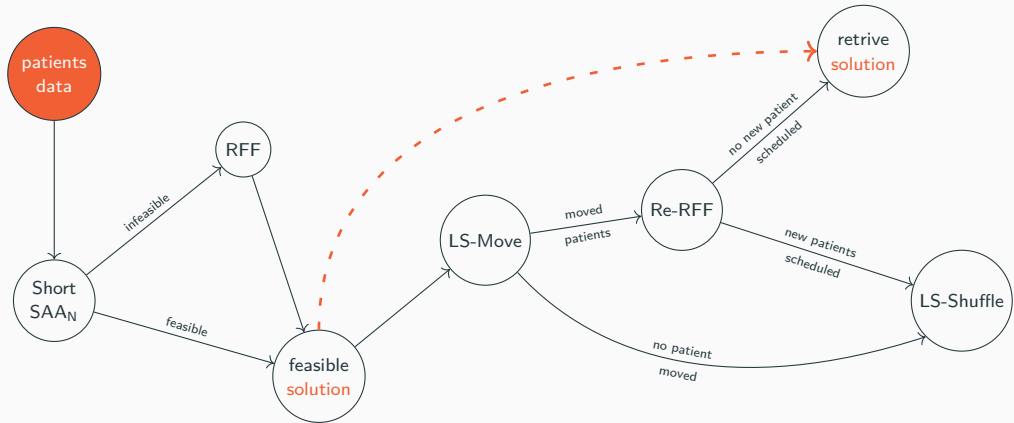 patients
data
RFF
infeasible
Short
SAA_N
feasible
feasible
solution
LS-Move
moved
patients
Re-RFF
no new patient
scheduled
retrive
solution
new patients
scheduled
LS-Shuffle
no patient
moved